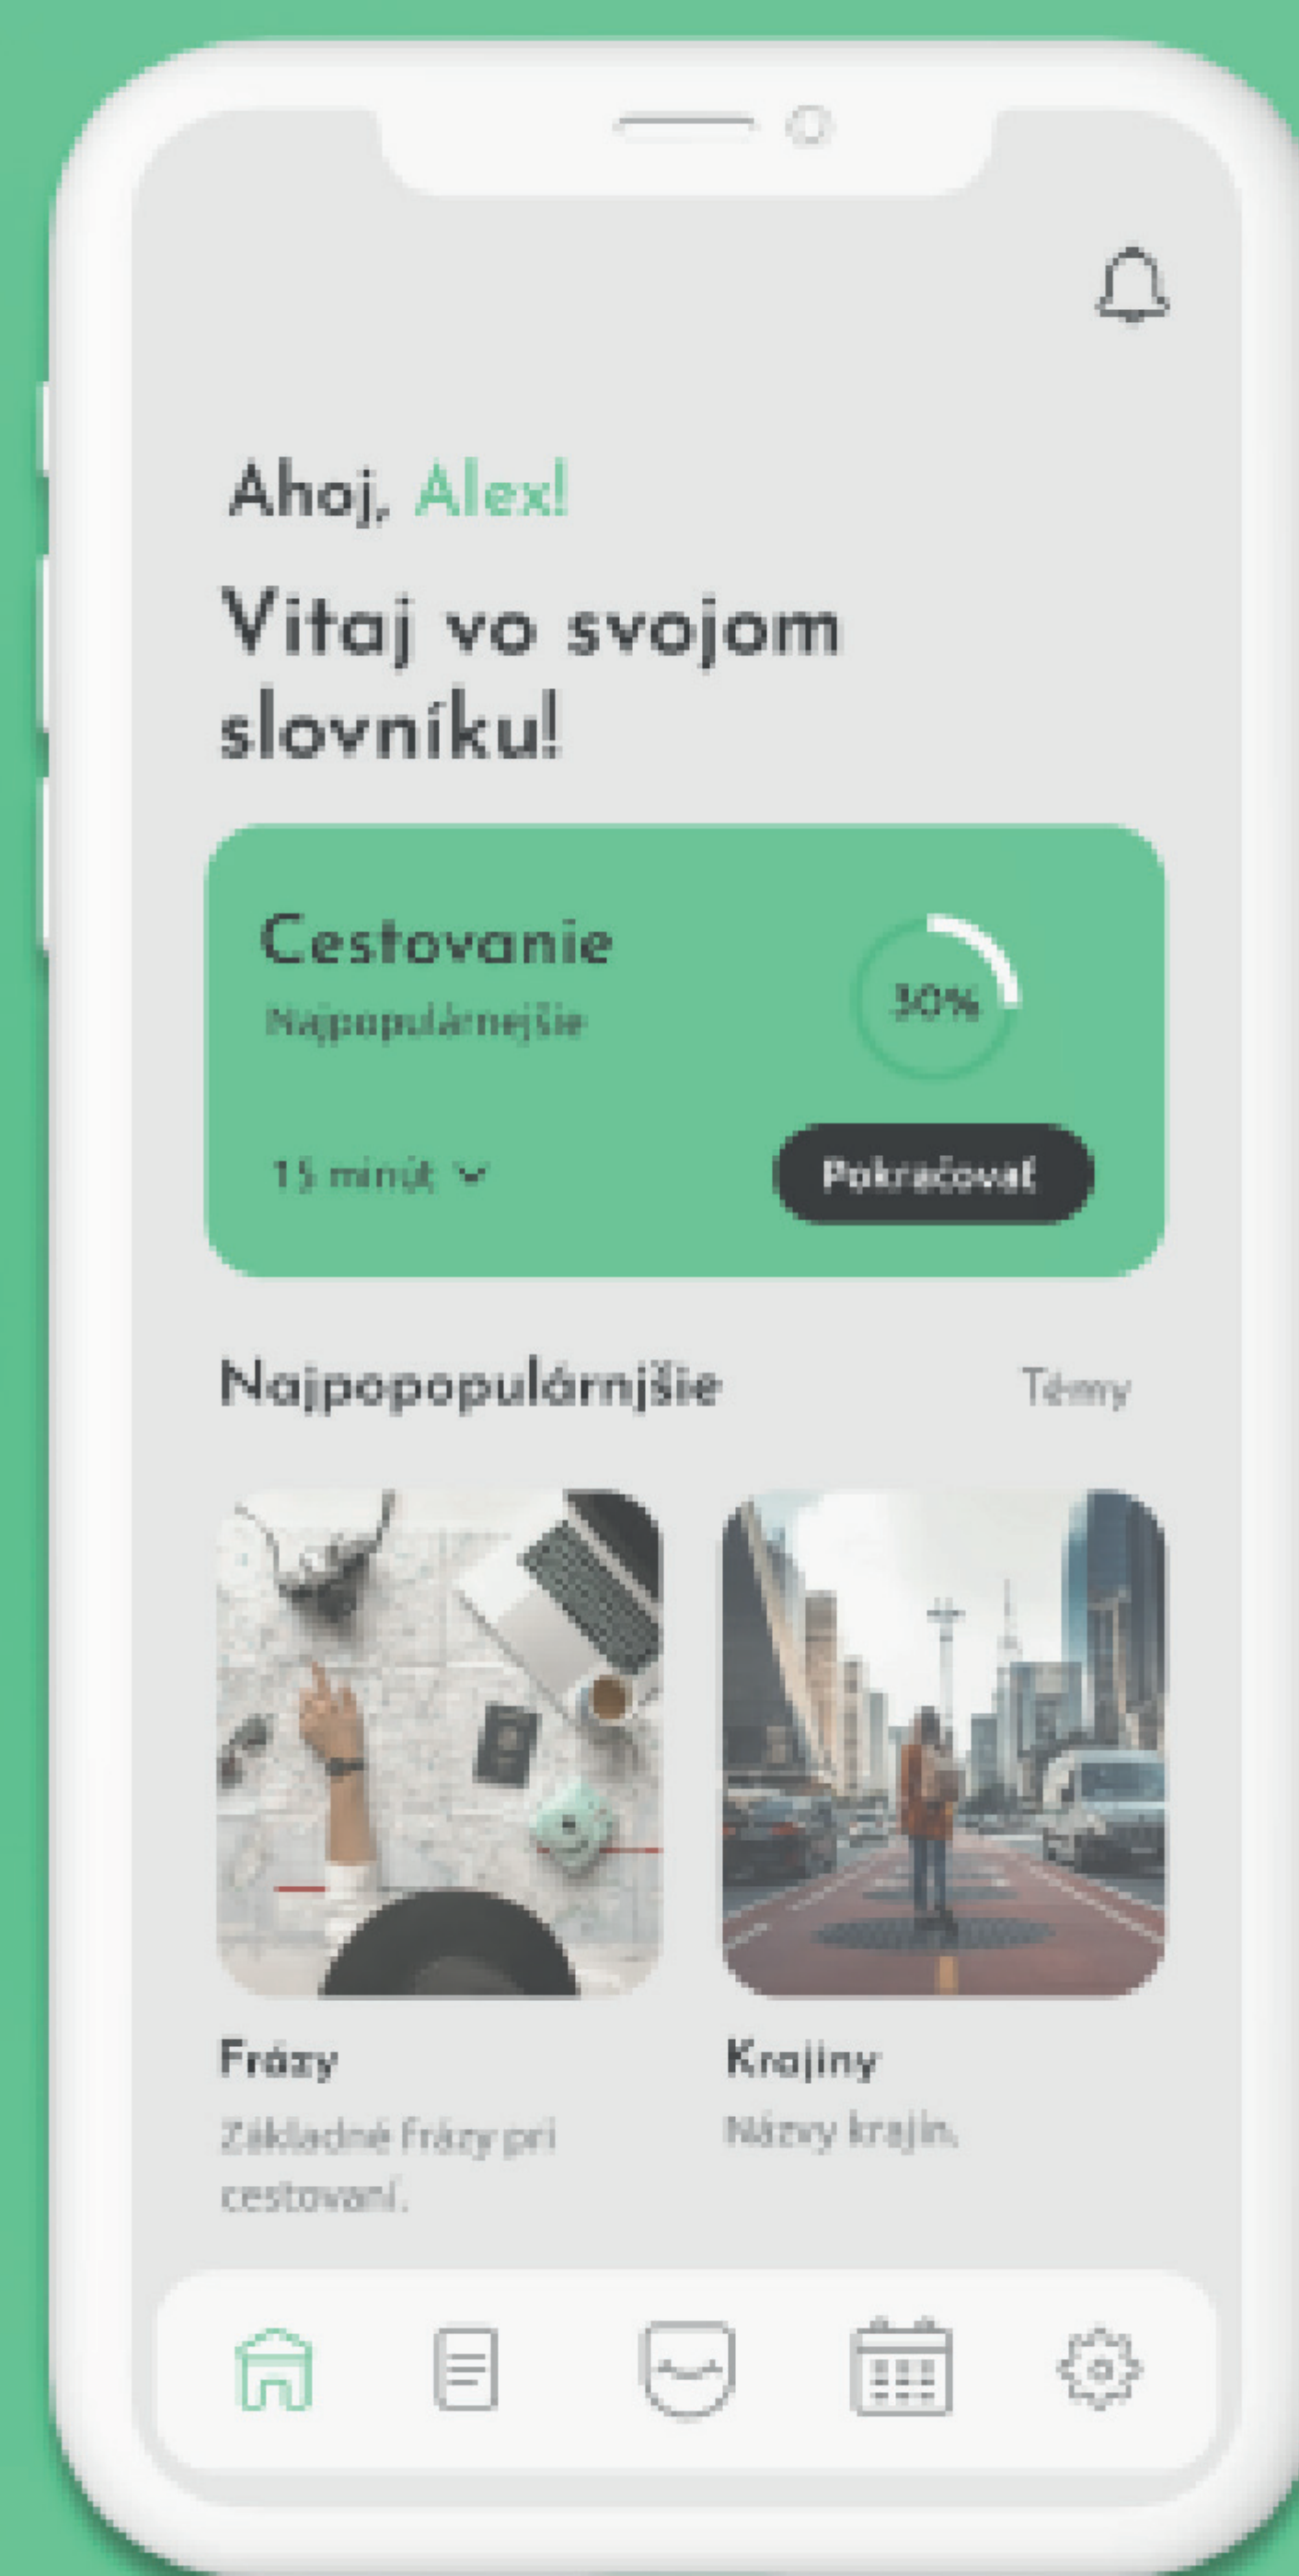 Ahoj, Alex!
Vitaj vo svojom
slovníku!
Cestovanie
Najpopulárnejšie
30%
15 minút
Pokračovať
Najpopopulárnjšie
Témy
Frázy
Základné frázy pri
cestovaní.
Krajiny
Názvy krajín.